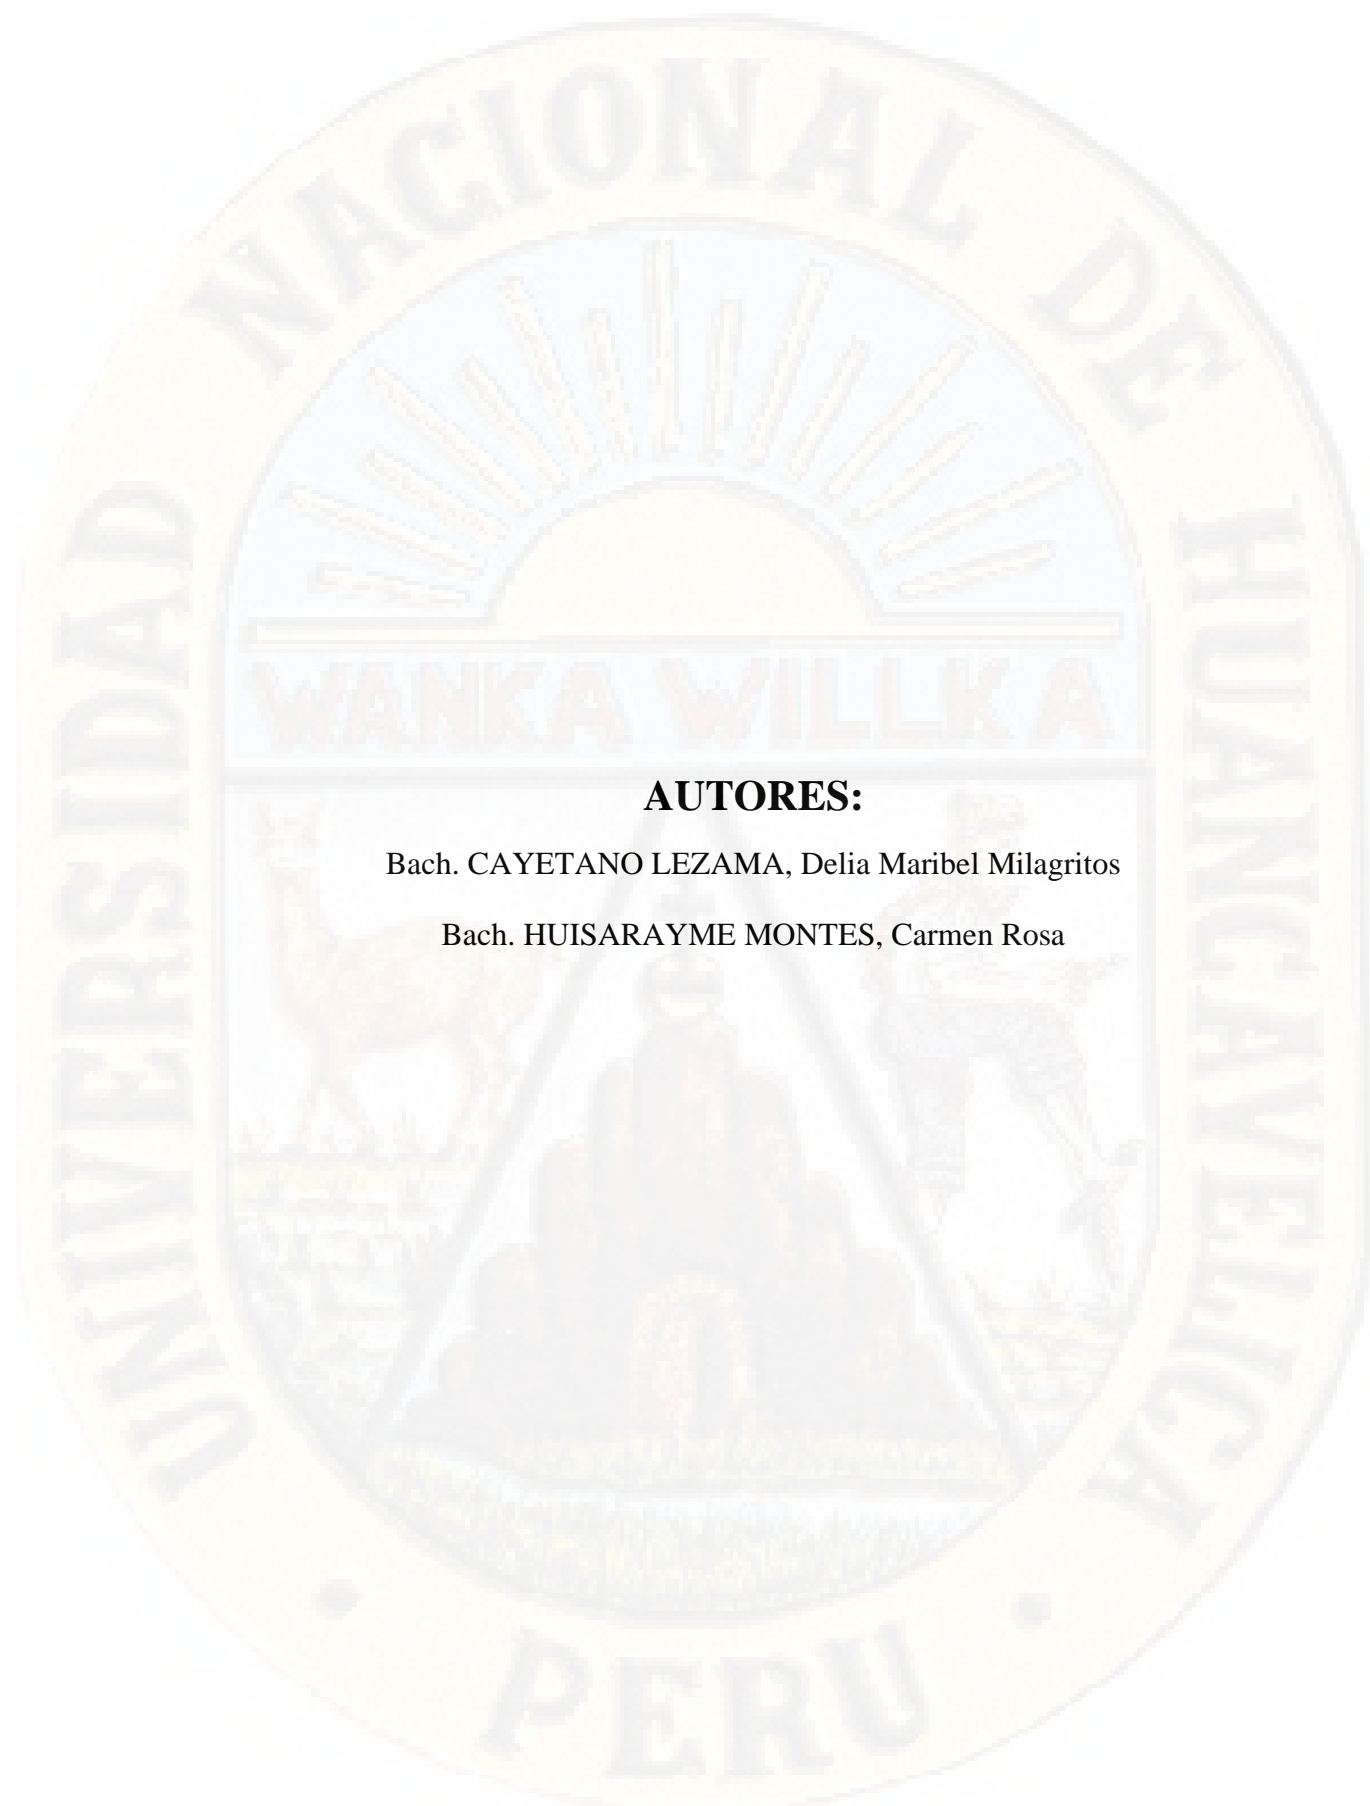 UNIVERSIDAD NACIONAL DE HUANCAVELICA
WANKA WILLKA
AUTORES:
Bach. CAYETANO LEZAMA, Delia Maribel Milagritos
Bach. HUISARAYME MONTES, Carmen Rosa
PERU